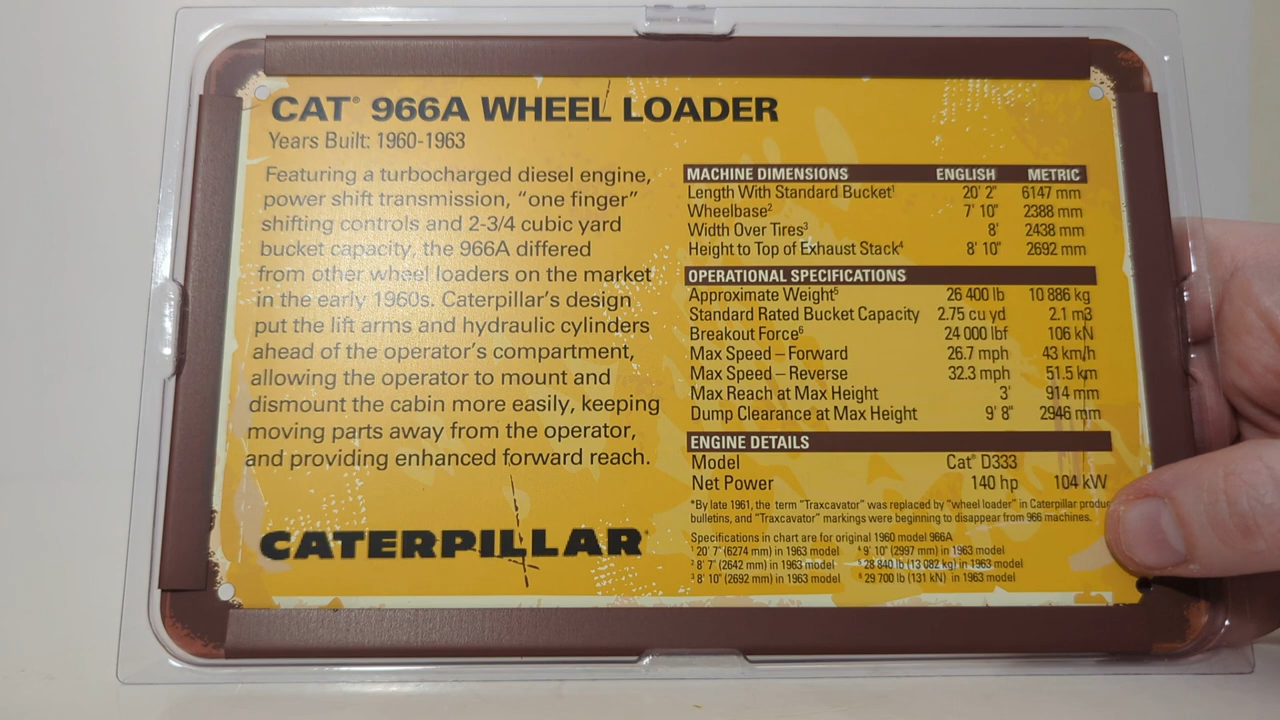 CAT® 966A WHEEL LOADER
Years Built: 1960-1963
Featuring a turbocharged diesel engine,
power shift transmission, “one finger”
shifting controls and 2-3/4 cubic yard
bucket capacity, the 966A differed
from other wheel loaders on the market
in the early 1960s. Caterpillar’s design
put the lift arms and hydraulic cylinders
ahead of the operator’s compartment,
allowing the operator to mount and
dismount the cabin more easily, keeping
moving parts away from the operator,
and providing enhanced forward reach.
CATERPILLAR®
MACHINE DIMENSIONS ENGLISH METRIC
Length With Standard Bucket¹ 20' 2" 6147 mm
Wheelbase² 7' 10" 2388 mm
Width Over Tires³ 8' 2438 mm
Height to Top of Exhaust Stack⁴ 8' 10" 2692 mm
OPERATIONAL SPECIFICATIONS
Approximate Weight⁵ 26 400 lb 10 886 kg
Standard Rated Bucket Capacity 2.75 cu yd 2.1 m3
Breakout Force⁶ 24 000 lbf 106 kN
Max Speed – Forward 26.7 mph 43 km/h
Max Speed – Reverse 32.3 mph 51.5 km
Max Reach at Max Height 3' 914 mm
Dump Clearance at Max Height 9' 8" 2946 mm
ENGINE DETAILS
Model Cat® D333
Net Power 140 hp 104 kW
*By late 1961, the term “Traxcavator” was replaced by “wheel loader” in Caterpillar produc
bulletins, and “Traxcavator” markings were beginning to disappear from 966 machines.
Specifications in chart are for original 1960 model 966A
¹ 20' 7" (6274 mm) in 1963 model ⁴ 9' 10" (2997 mm) in 1963 model
² 8' 7" (2642 mm) in 1963 model ⁵ 28 840 lb (13 082 kg) in 1963 model
³ 8' 10" (2692 mm) in 1963 model ⁶ 29 700 lb (131 kN) in 1963 model